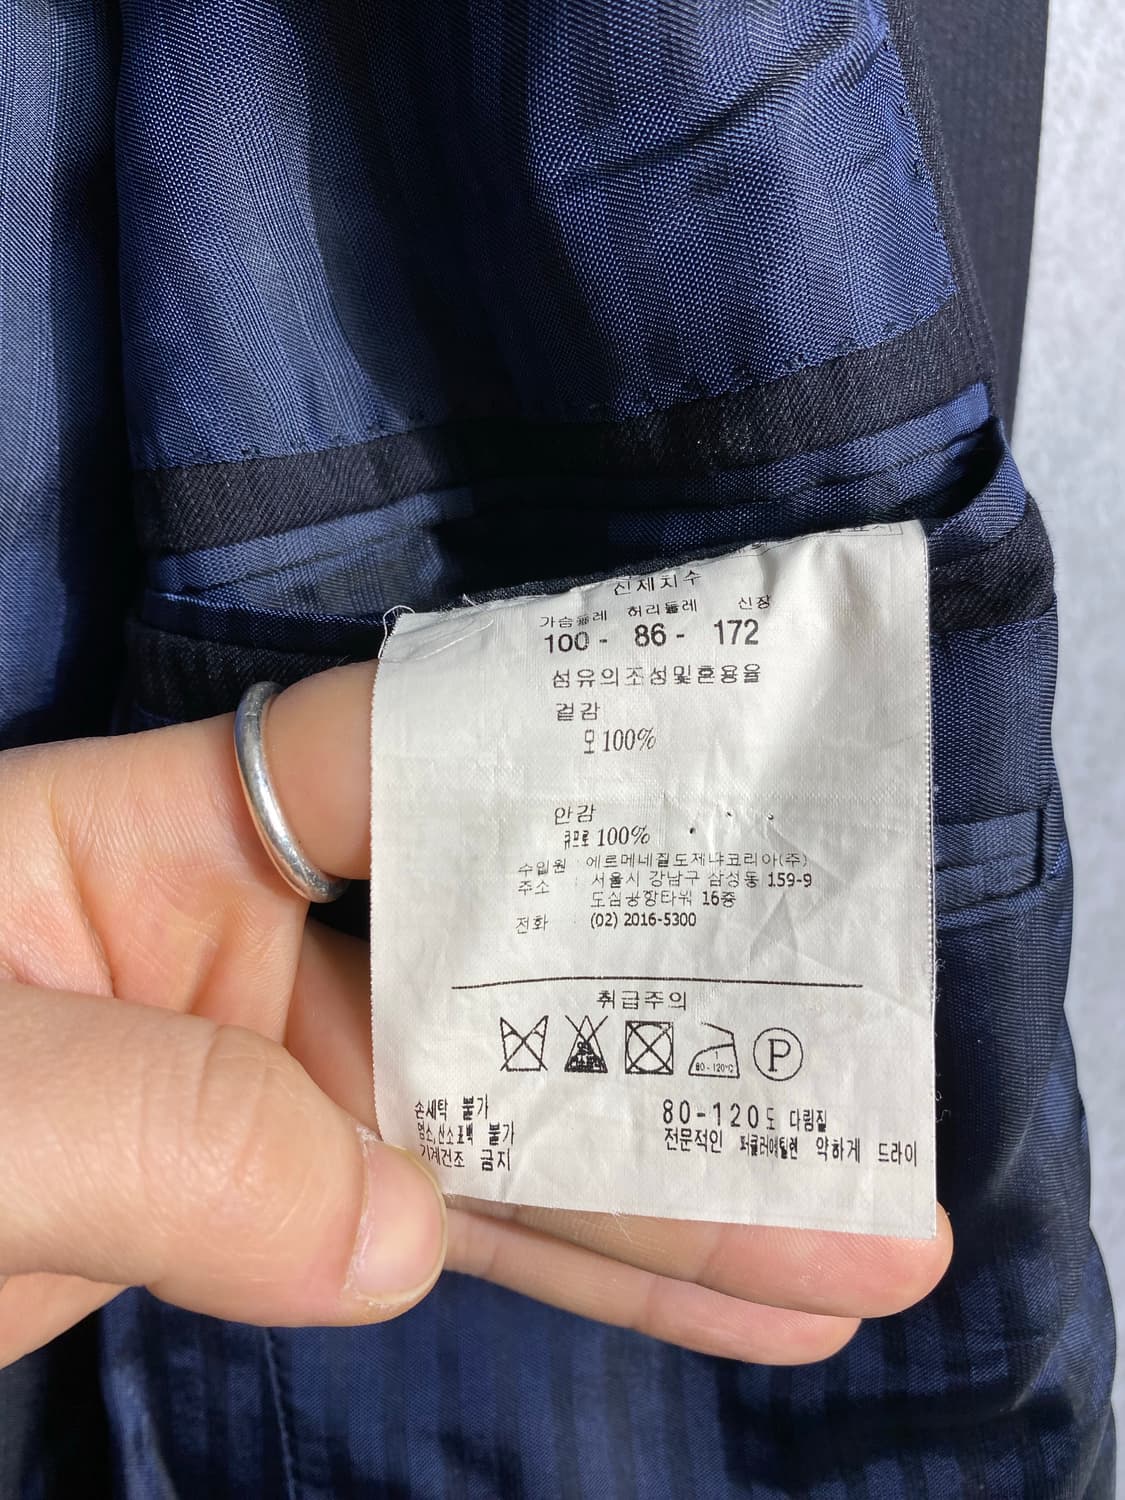 신체치수
가슴둘레 허리둘레 신장
100 - 86 - 172
섬유의조성및혼용율
겉감
모 100%
안감
큐프로 100%
수입원 : 에르메네질도제냐코리아(주)
주소 : 서울시 강남구 삼성동 159-9
도심공항타워 16층
전화 : (02) 2016-5300
취급주의
1
80-120℃
P
손세탁 불가
염소,산소표백 불가
기계건조 금지
80-120도 다림질
전문적인 퍼클러에틸렌 약하게 드라이